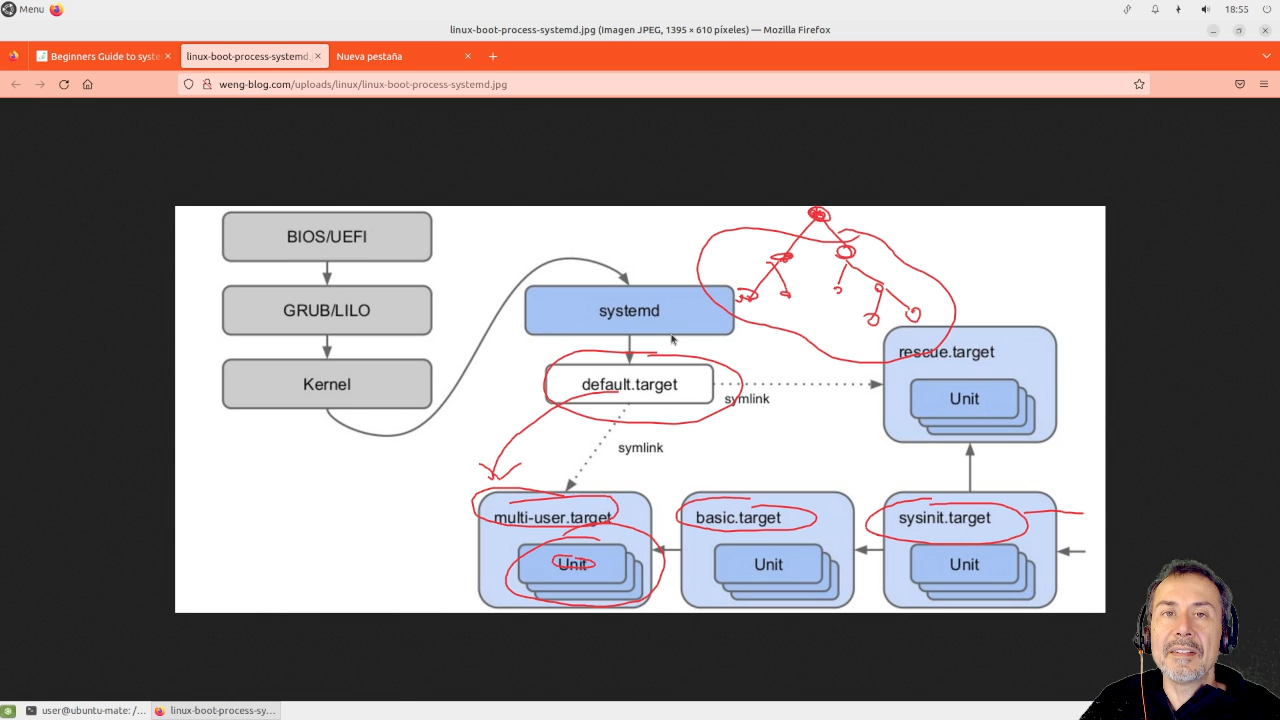 Menu
18:55
linux-boot-process-systemd.jpg (Imagen JPEG, 1395 × 610 píxeles) — Mozilla Firefox
Beginners Guide to syste
linux-boot-process-systemd.j
Nueva pestaña
weng-blog.com/uploads/linux/linux-boot-process-systemd.jpg
BIOS/UEFI
GRUB/LILO
Kernel
systemd
default.target
symlink
symlink
rescue.target
Unit
multi-user.target
Unit
basic.target
Unit
sysinit.target
Unit
user@ubuntu-mate: /...
linux-boot-process-sy...